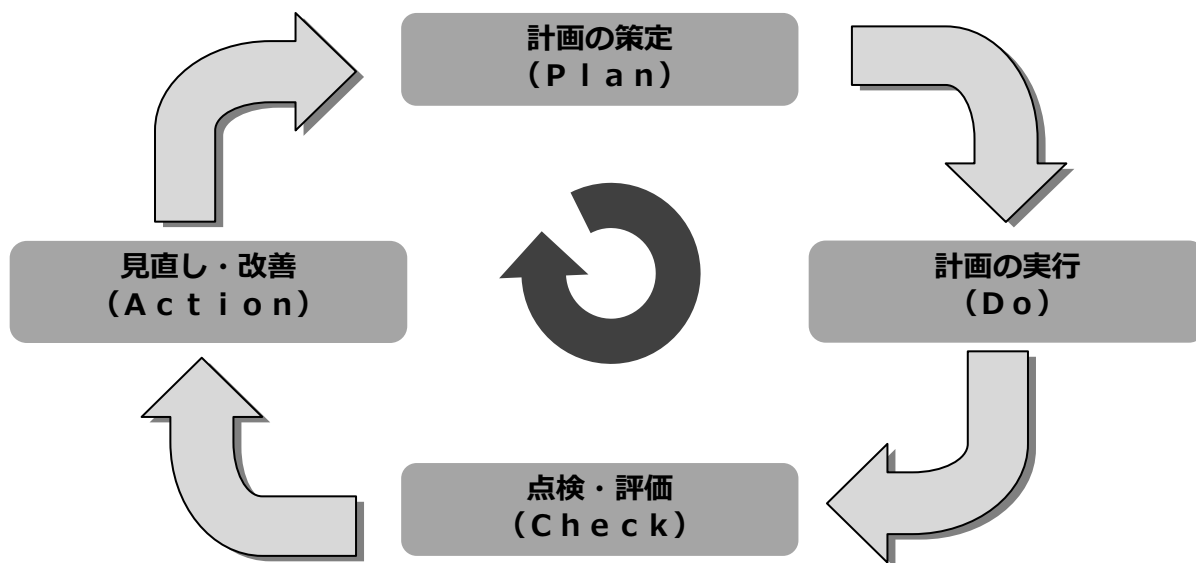 計画の策定
（Ｐｌａｎ）
見直し・改善
（Ａｃｔｉｏｎ）
計画の実行
（Ｄｏ）
点検・評価
（Ｃｈｅｃｋ）